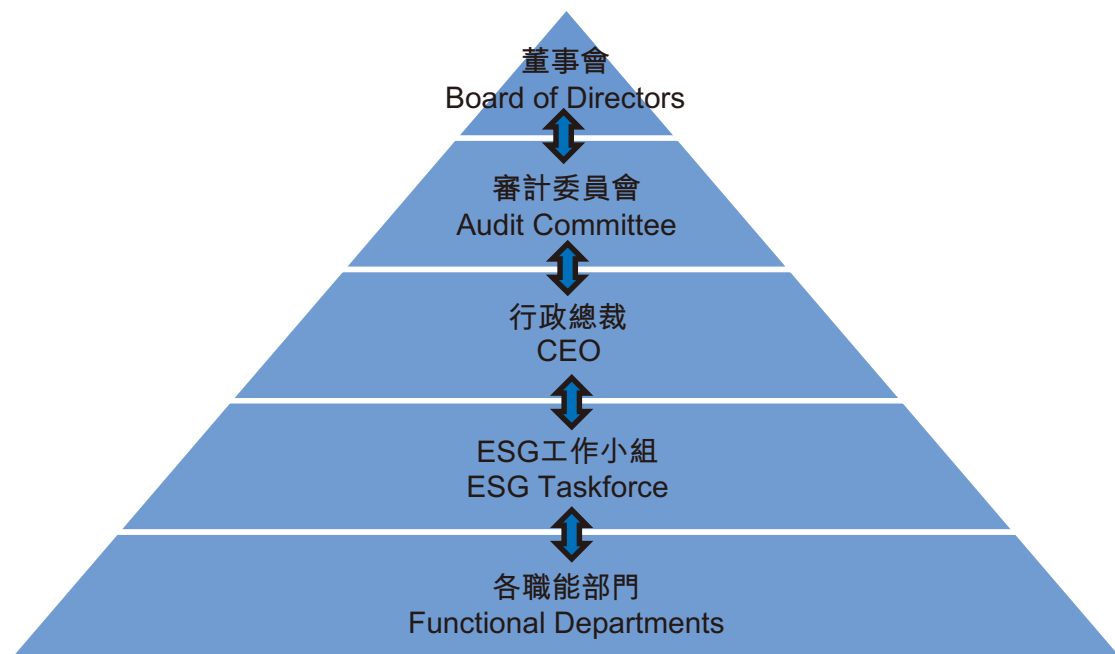 董事會
Board of Directors
審計委員會
Audit Committee
行政總裁
CEO
ESG工作小組
ESG Taskforce
各職能部門
Functional Departments